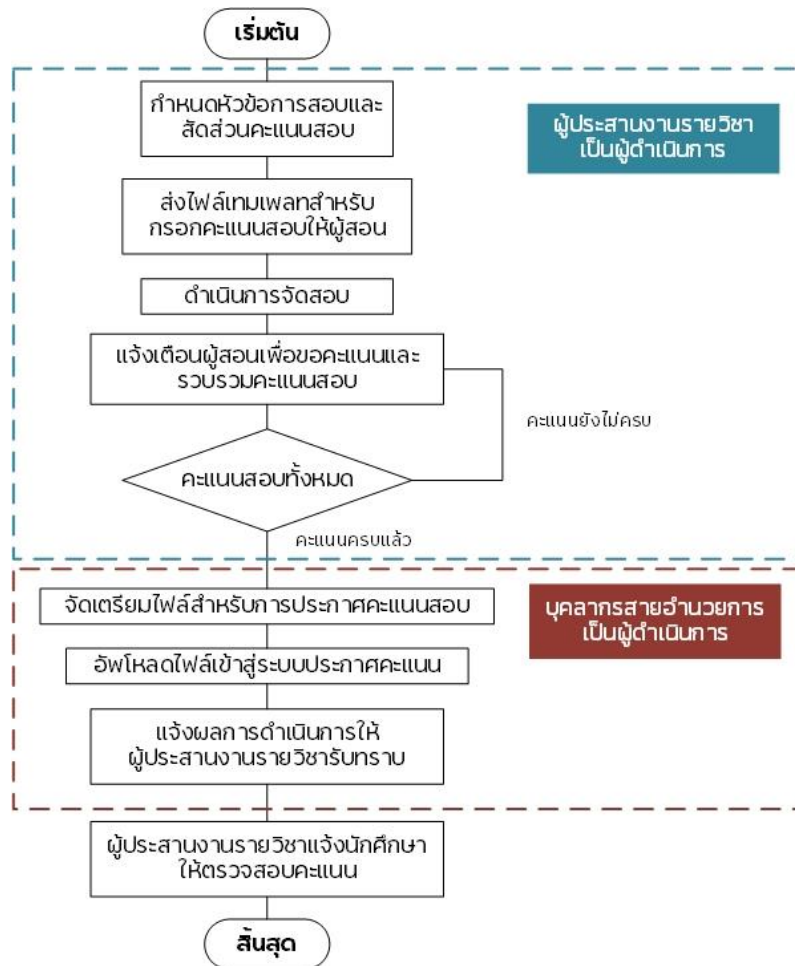 เริ่มต้น
กำหนดหัวข้อการสอบและ
สัดส่วนคะแนนสอบ
ผู้ประสานงานรายวิชา
เป็นผู้ดำเนินการ
ส่งไฟล์เทมเพลทสำหรับ
กรอกคะแนนสอบให้ผู้สอน
ดำเนินการจัดสอบ
แจ้งเตือนผู้สอนเพื่อขอคะแนนและ
รวบรวมคะแนนสอบ
คะแนนยังไม่ครบ
คะแนนสอบทั้งหมด
คะแนนครบแล้ว
จัดเตรียมไฟล์สำหรับการประกาศคะแนนสอบ
บุคลากรสายอำนวยการ
เป็นผู้ดำเนินการ
อัพโหลดไฟล์เข้าสู่ระบบประกาศคะแนน
แจ้งผลการดำเนินการให้
ผู้ประสานงานรายวิชารับทราบ
ผู้ประสานงานรายวิชาแจ้งนักศึกษา
ให้ตรวจสอบคะแนน
สิ้นสุด